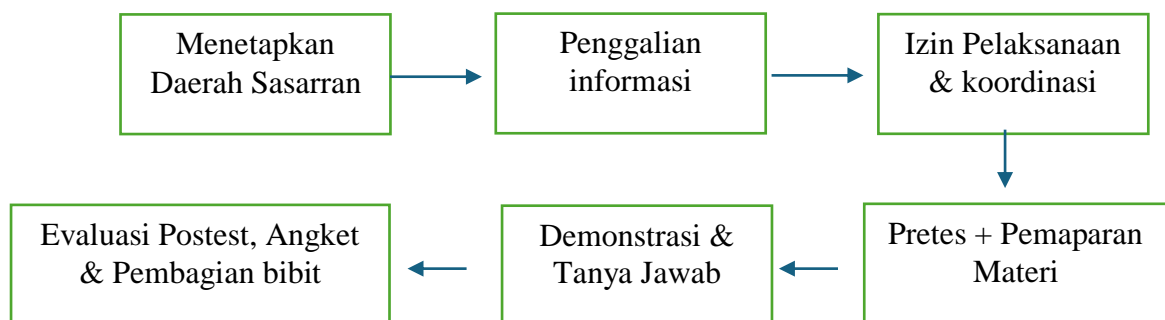 Menetapkan
Daerah Sasarran
Penggalian
informasi
Izin Pelaksanaan
& koordinasi
Pretes + Pemaparan
Materi
Demonstrasi &
Tanya Jawab
Evaluasi Postest, Angket
& Pembagian bibit